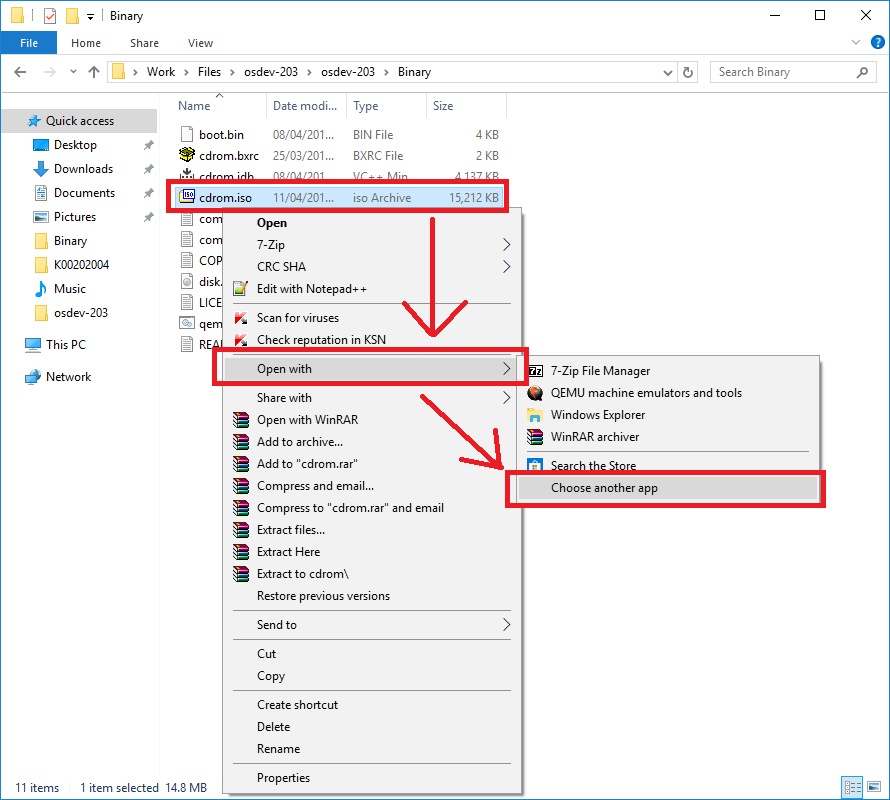 Binary
File Home Share View
Work Files osdev-203 osdev-203 Binary
Search Binary
Name Date modi... Type Size
Quick access
Desktop
Downloads
Documents
Pictures
Binary
K00202004
Music
osdev-203
This PC
Network
boot.bin 08/04/201... BIN File 4 KB
cdrom.bxrc 25/03/201... BXRC File 2 KB
cdrom.idb 08/04/201... VC++ Min 4,137 KB
cdrom.iso 11/04/201... iso Archive 15,212 KB
com
com
COP
disk.
LICE
qem
REA
Open
7-Zip
CRC SHA
Edit with Notepad++
Scan for viruses
Check reputation in KSN
Open with
Share with
Open with WinRAR
Add to archive...
Add to "cdrom.rar"
Compress and email...
Compress to "cdrom.rar" and email
Extract files...
Extract Here
Extract to cdrom\
Restore previous versions
Send to
Cut
Copy
Create shortcut
Delete
Rename
Properties
7-Zip File Manager
QEMU machine emulators and tools
Windows Explorer
WinRAR archiver
Search the Store
Choose another app
11 items 1 item selected 14.8 MB